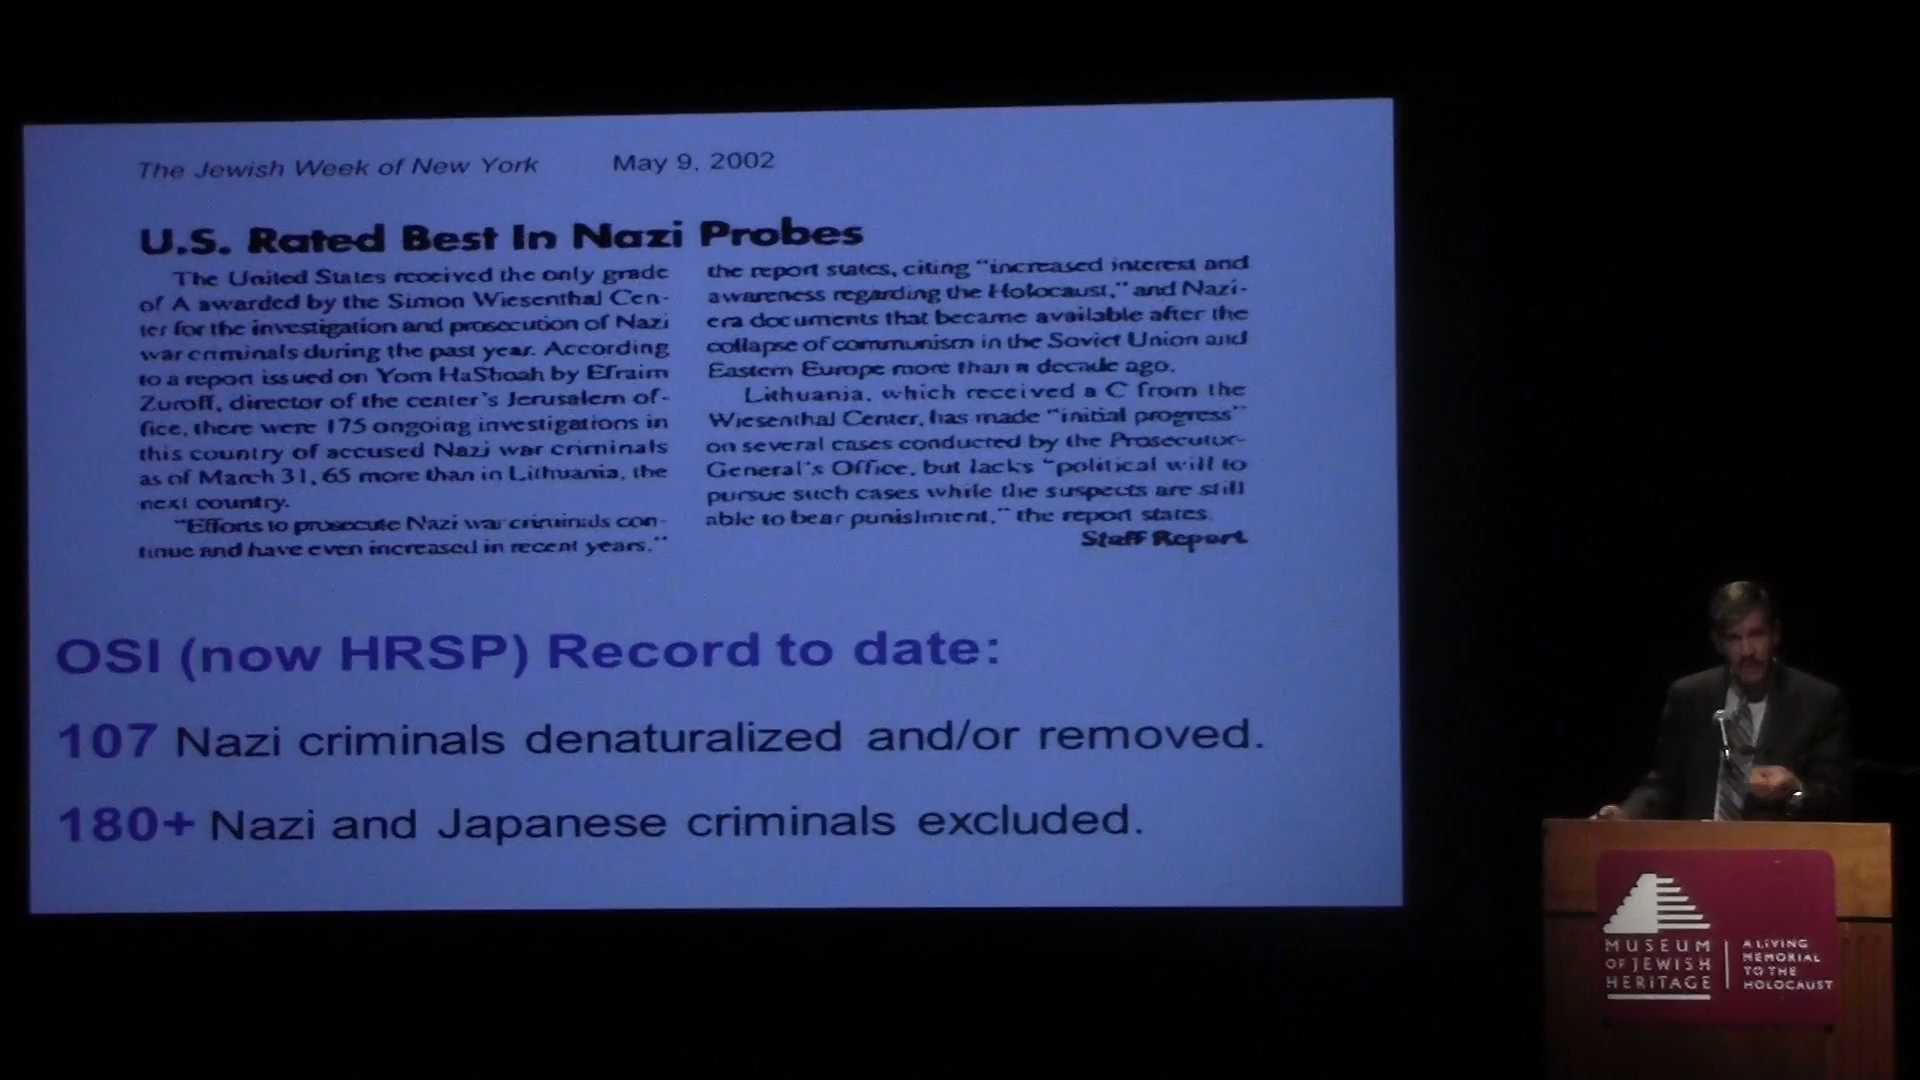 The Jewish Week of New York May 9, 2002
U.S. Rated Best In Nazi Probes
The United States received the only grade
of A awarded by the Simon Wiesenthal Cen-
ter for the investigation and prosecution of Nazi
war criminals during the past year. According
to a report issued on Yom HaShoah by Efraim
Zuroff, director of the center's Jerusalem of-
fice, there were 175 ongoing investigations in
this country of accused Nazi war criminals
as of March 31, 65 more than in Lithuania, the
next country.
"Efforts to prosecute Nazi war criminals con-
tinue and have even increased in recent years,"
the report states, citing "increased interest and
awareness regarding the Holocaust," and Nazi-
era documents that became available after the
collapse of communism in the Soviet Union and
Eastern Europe more than a decade ago.
Lithuania, which received a C from the
Wiesenthal Center, has made "initial progress"
on several cases conducted by the Prosecutor-
General's Office, but lacks "political will to
pursue such cases while the suspects are still
able to bear punishment," the report states.
Staff Report
OSI (now HRSP) Record to date:
107 Nazi criminals denaturalized and/or removed.
180+ Nazi and Japanese criminals excluded.
MUSEUM
OF JEWISH
HERITAGE
A LIVING
MEMORIAL
TO THE
HOLOCAUST